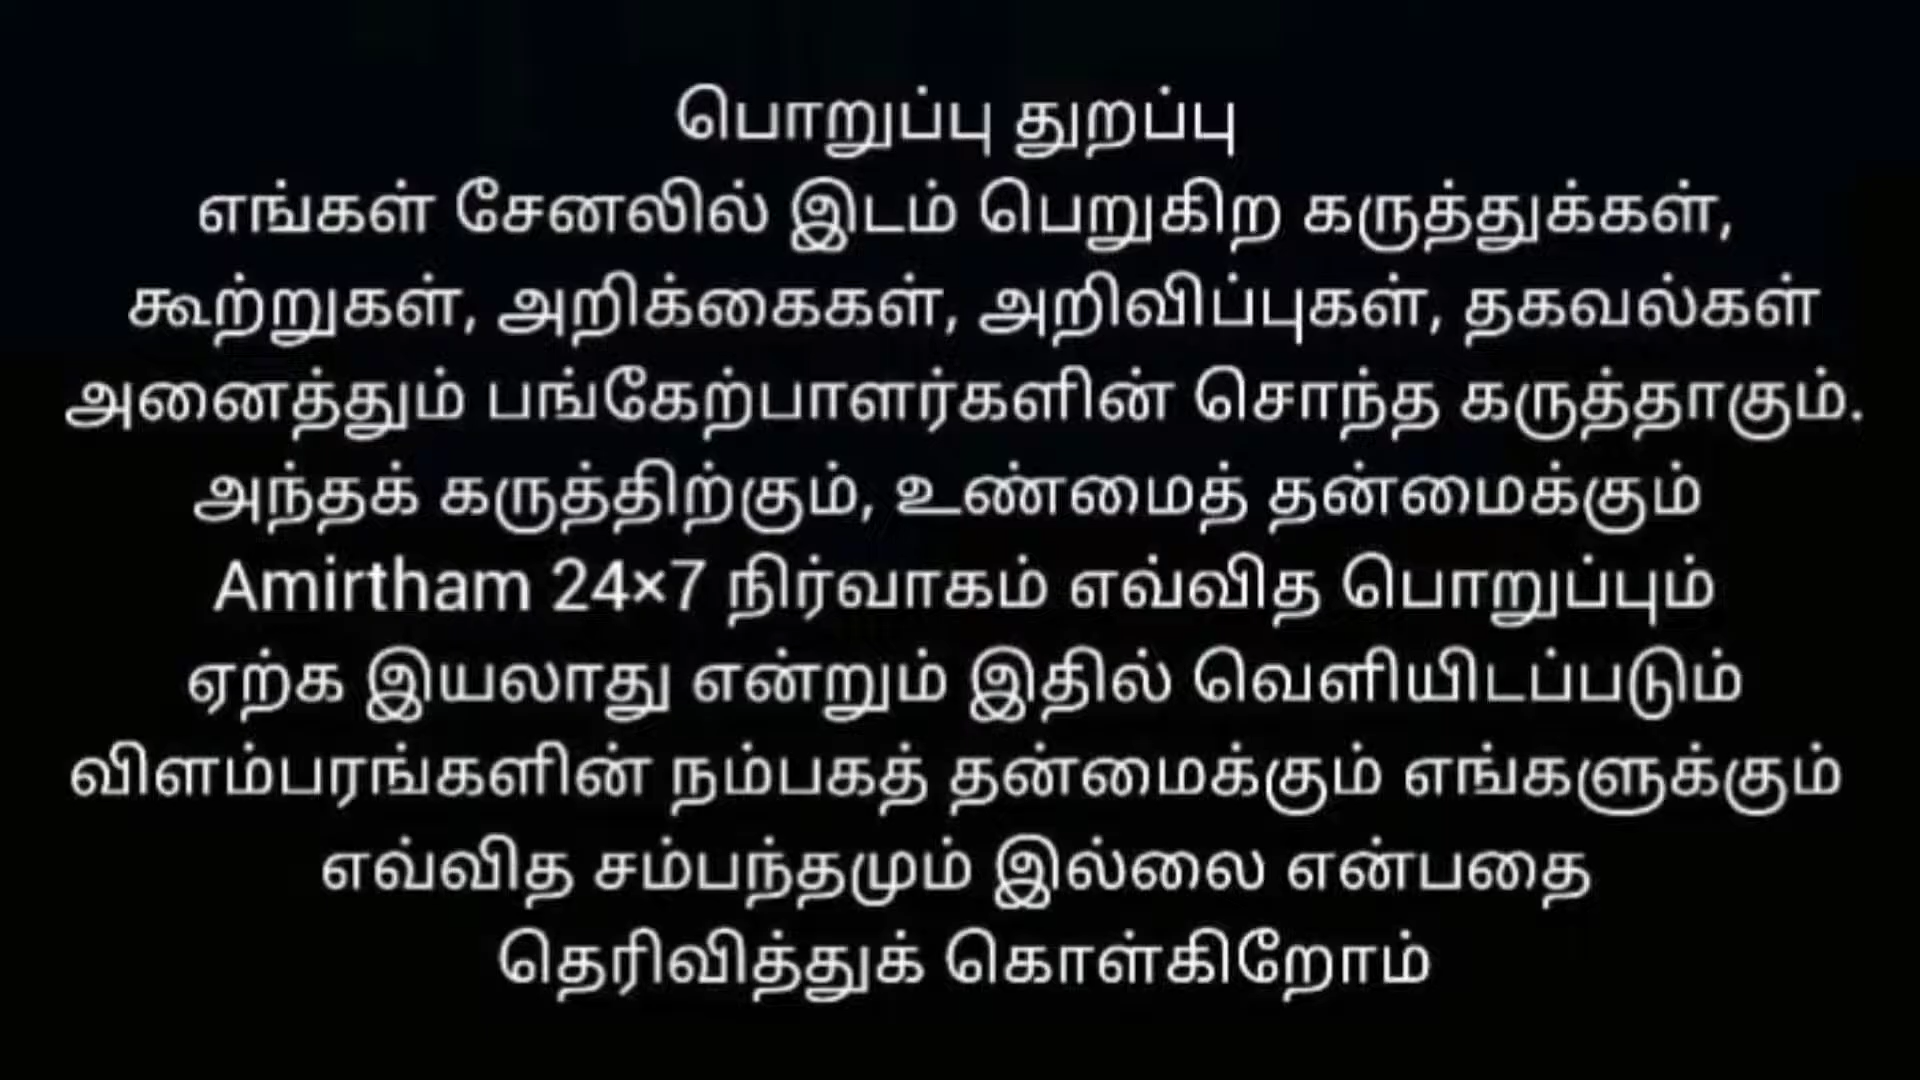 பொறுப்பு துறப்பு
எங்கள் சேனலில் இடம் பெறுகிற கருத்துக்கள்,
கூற்றுகள், அறிக்கைகள், அறிவிப்புகள், தகவல்கள்
அனைத்தும் பங்கேற்பாளர்களின் சொந்த கருத்தாகும்.
அந்தக் கருத்திற்கும், உண்மைத் தன்மைக்கும்
Amirtham 24×7 நிர்வாகம் எவ்வித பொறுப்பும்
ஏற்க இயலாது என்றும் இதில் வெளியிடப்படும்
விளம்பரங்களின் நம்பகத் தன்மைக்கும் எங்களுக்கும்
எவ்வித சம்பந்தமும் இல்லை என்பதை
தெரிவித்துக் கொள்கிறோம்